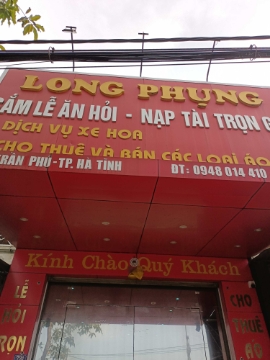 LONG PHỤNG
CẮM LỄ ĂN HỎI - NẠP TÀI TRỌN G
DỊCH VỤ XE HOA
CHO THUÊ VÀ BÁN CÁC LOẠI ÁO
TRẦN PHÚ-TP. HÀ TĨNH
ĐT: 0948 014 410
Kính Chào Quý Khách
LỄ
HỎI
TRỌN
CHO
THUÊ
ÁO